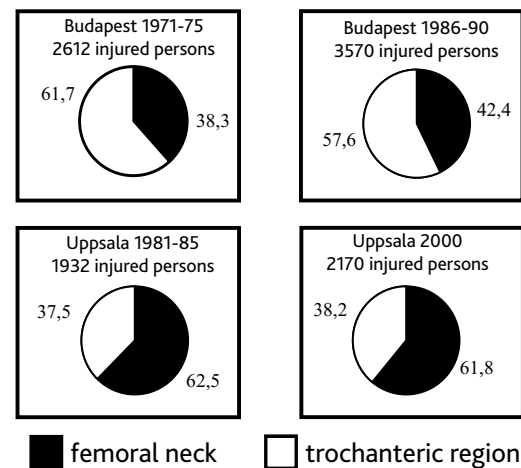 Budapest 1971-75
2612 injured persons
61,7
38,3
Budapest 1986-90
3570 injured persons
42,4
57,6
Uppsala 1981-85
1932 injured persons
37,5
62,5
Uppsala 2000
2170 injured persons
38,2
61,8
femoral neck
trochanteric region